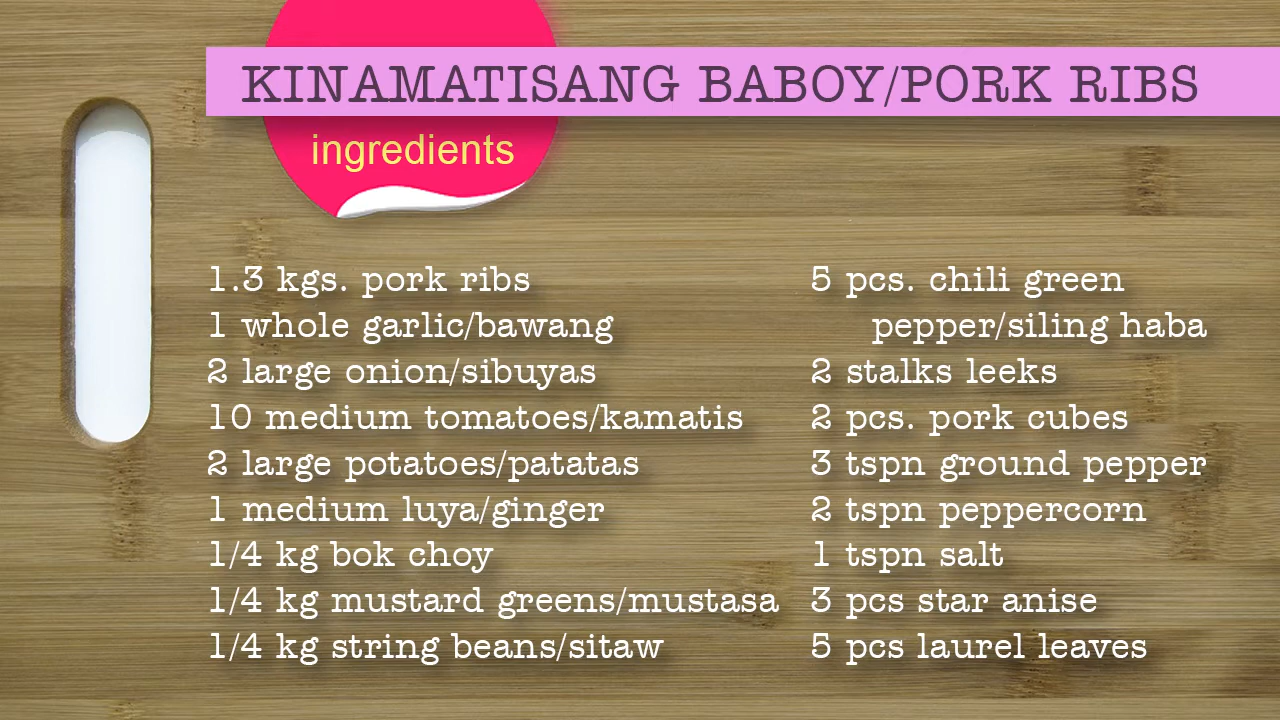 KINAMATISANG BABOY/PORK RIBS
ingredients
1.3 kgs. pork ribs
1 whole garlic/bawang
2 large onion/sibuyas
10 medium tomatoes/kamatis
2 large potatoes/patatas
1 medium luya/ginger
1/4 kg bok choy
1/4 kg mustard greens/mustasa
1/4 kg string beans/sitaw
5 pcs. chili green
pepper/siling haba
2 stalks leeks
2 pcs. pork cubes
3 tspn ground pepper
2 tspn peppercorn
1 tspn salt
3 pcs star anise
5 pcs laurel leaves